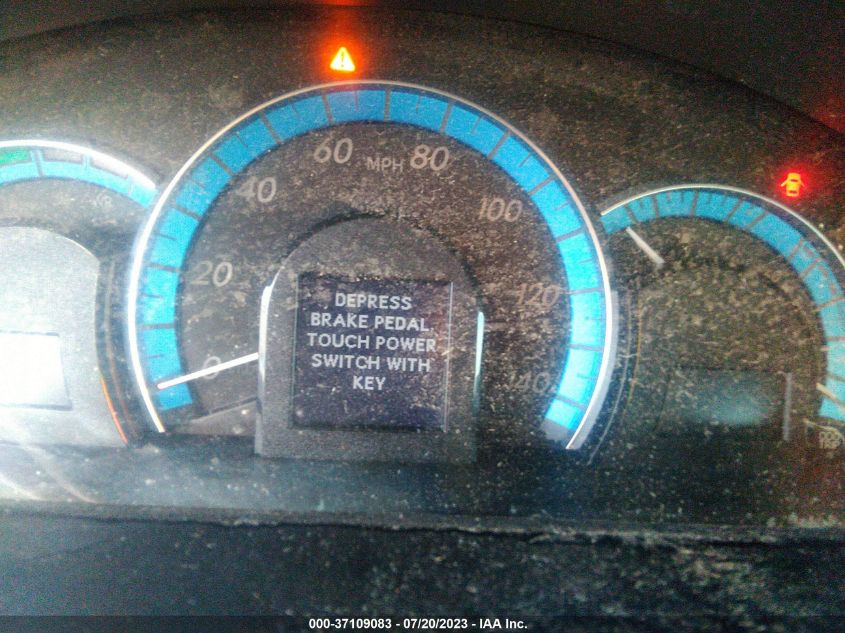 60 MPH 80
40
100
20
120
0
140
DEPRESS
BRAKE PEDAL,
TOUCH POWER
SWITCH WITH
KEY
000-37109083 - 07/20/2023 - IAA Inc.